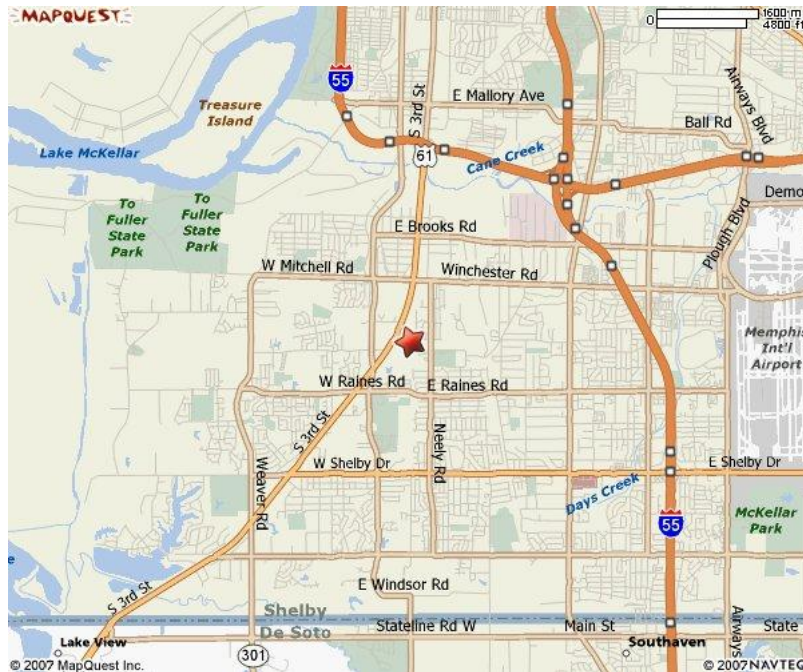 MAPQUEST
0
1600 m
4800 ft
55
E Mallory Ave
Treasure
Island
S 3rd St
Ball Rd
Airways Blvd
Lake McKellar
61
Cane Creek
To
Fuller
State
Park
To
Fuller
State
Park
Demo
E Brooks Rd
Plough Blvd
W Mitchell Rd
Winchester Rd
Memphis
Int'l
Airport
W Raines Rd
E Raines Rd
S 3rd St
Neely Rd
Weaver Rd
W Shelby Dr
E Shelby Dr
Days Creek
McKellar
Park
55
e
E Windsor Rd
S 3rd St
Shelby
De Soto
Stateline Rd W
Main St
Airways
State
Lake View
301
Southaven
© 2007 MapQuest Inc.
© 2007 NAVTEQ